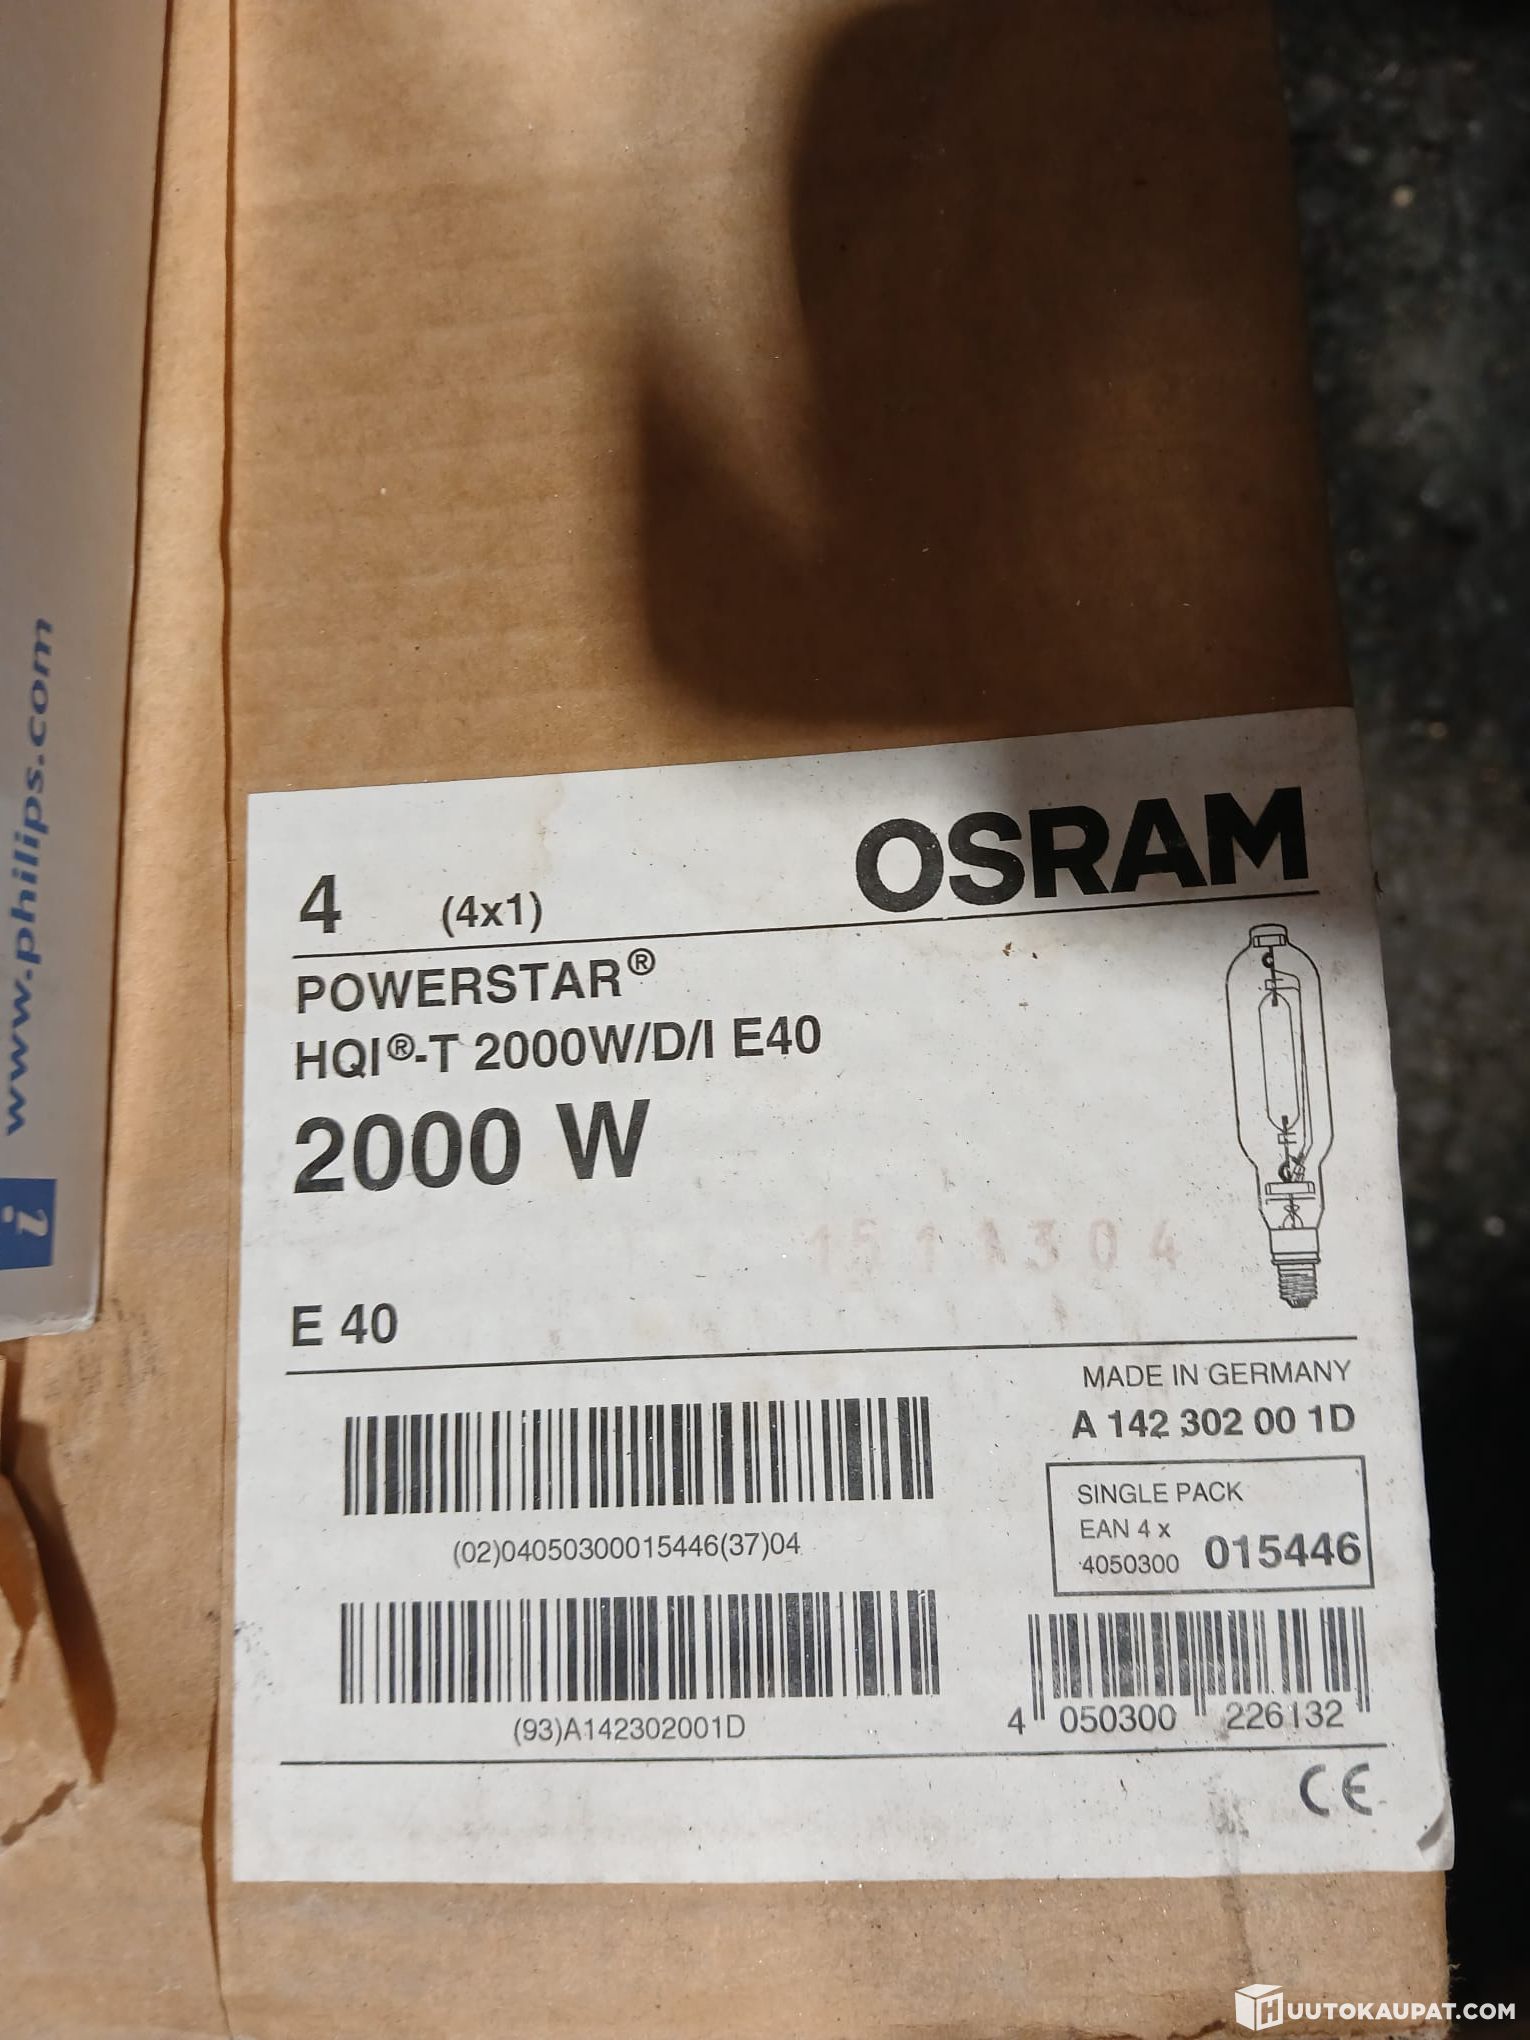 www.philips.com
i
OSRAM
4 (4x1)
POWERSTAR®
HQI®-T 2000W/D/I E40
2000 W
1511304
E 40
MADE IN GERMANY
A 142 302 00 1D
SINGLE PACK
EAN 4 x
4050300 015446
(02)04050300015446(37)04
(93)A142302001D
4 050300 226132
CE
HUUTOKAUPAT.COM